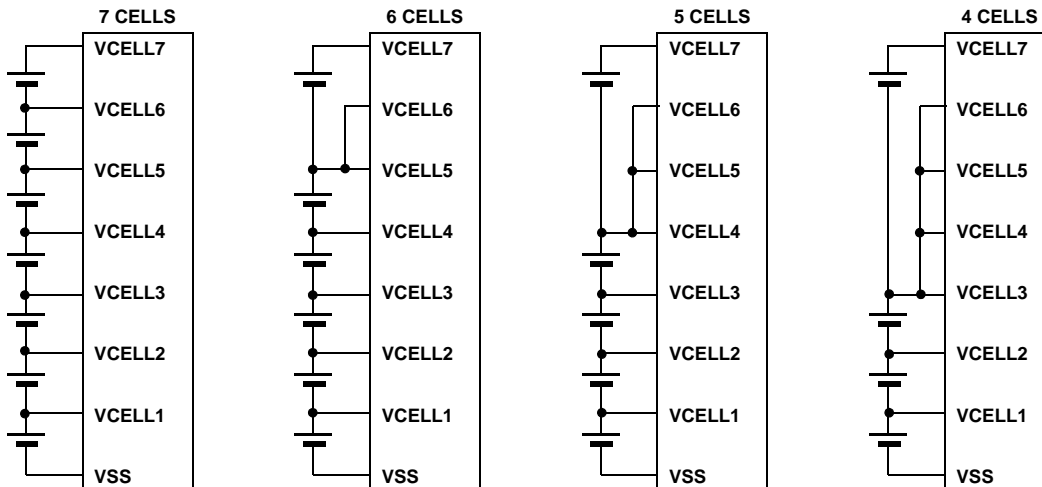 7 CELLS 6 CELLS 5 CELLS 4 CELLS
VCELL7 VCELL7 VCELL7 VCELL7
VCELL6 VCELL6 VCELL6 VCELL6
VCELL5 VCELL5 VCELL5 VCELL5
VCELL4 VCELL4 VCELL4 VCELL4
VCELL3 VCELL3 VCELL3 VCELL3
VCELL2 VCELL2 VCELL2 VCELL2
VCELL1 VCELL1 VCELL1 VCELL1
VSS VSS VSS VSS